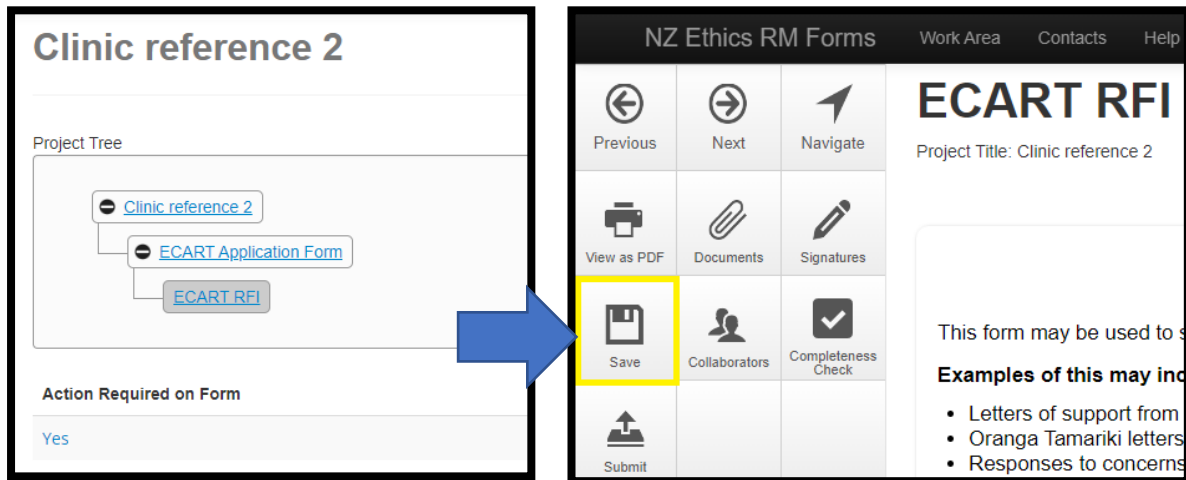 Clinic reference 2
Project Tree
Clinic reference 2
ECART Application Form
ECART RFI
Action Required on Form
Yes
NZ Ethics RM Forms Work Area Contacts Help
Previous Next Navigate
View as PDF Documents Signatures
Save Collaborators Completeness
Check
Submit
ECART RFI
Project Title: Clinic reference 2
This form may be used to
Examples of this may
• Letters of support from
• Oranga Tamariki letters
• Responses to concerns